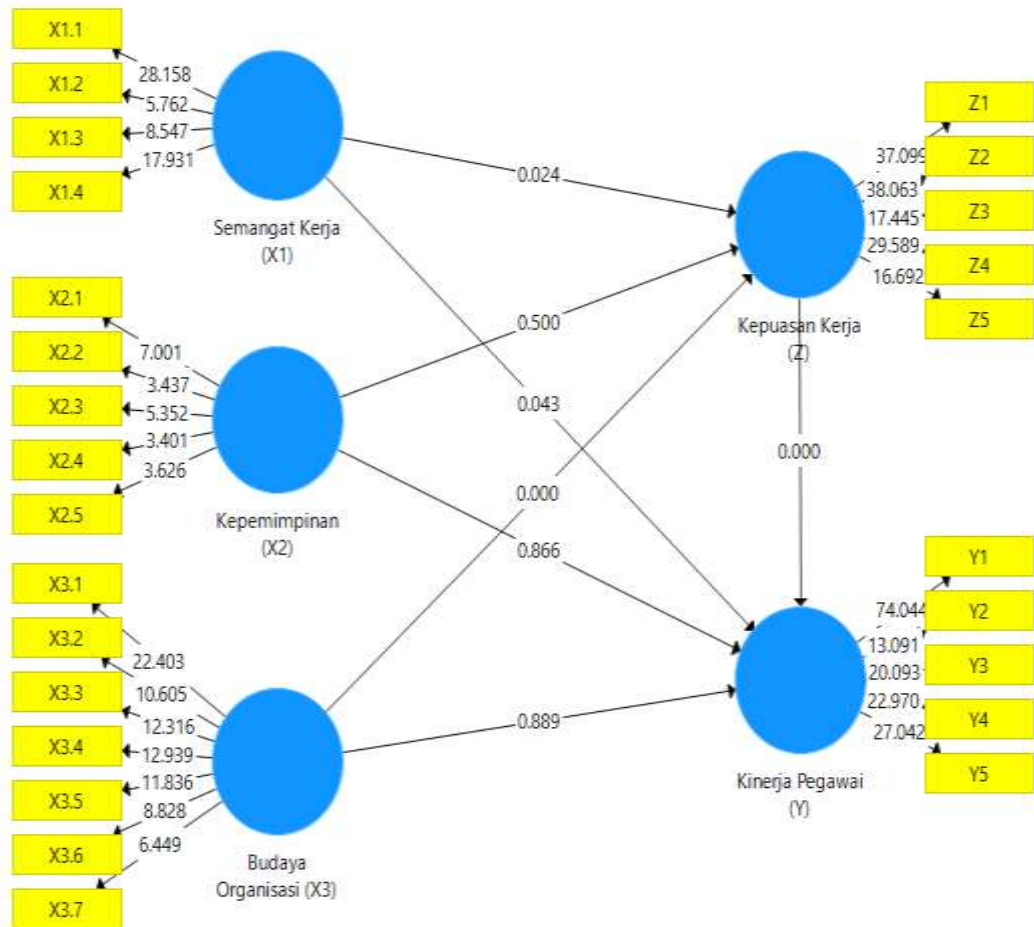 X1.1
X1.2
X1.3
X1.4
28.158
5.762
8.547
17.931
Semangat Kerja
(X1)
X2.1
X2.2
X2.3
X2.4
X2.5
7.001
3.437
5.352
3.401
3.626
Kepemimpinan
(X2)
X3.1
X3.2
X3.3
X3.4
X3.5
X3.6
X3.7
22.403
10.605
12.316
12.939
11.836
8.828
6.449
Budaya
Organisasi (X3)
0.024
0.500
0.043
0.000
0.866
0.889
0.000
Kepuasan Kerja
(Z)
37.099
38.063
17.445
29.589
16.692
Z1
Z2
Z3
Z4
Z5
Kinerja Pegawai
(Y)
74.044
13.091
20.093
22.970
27.042
Y1
Y2
Y3
Y4
Y5